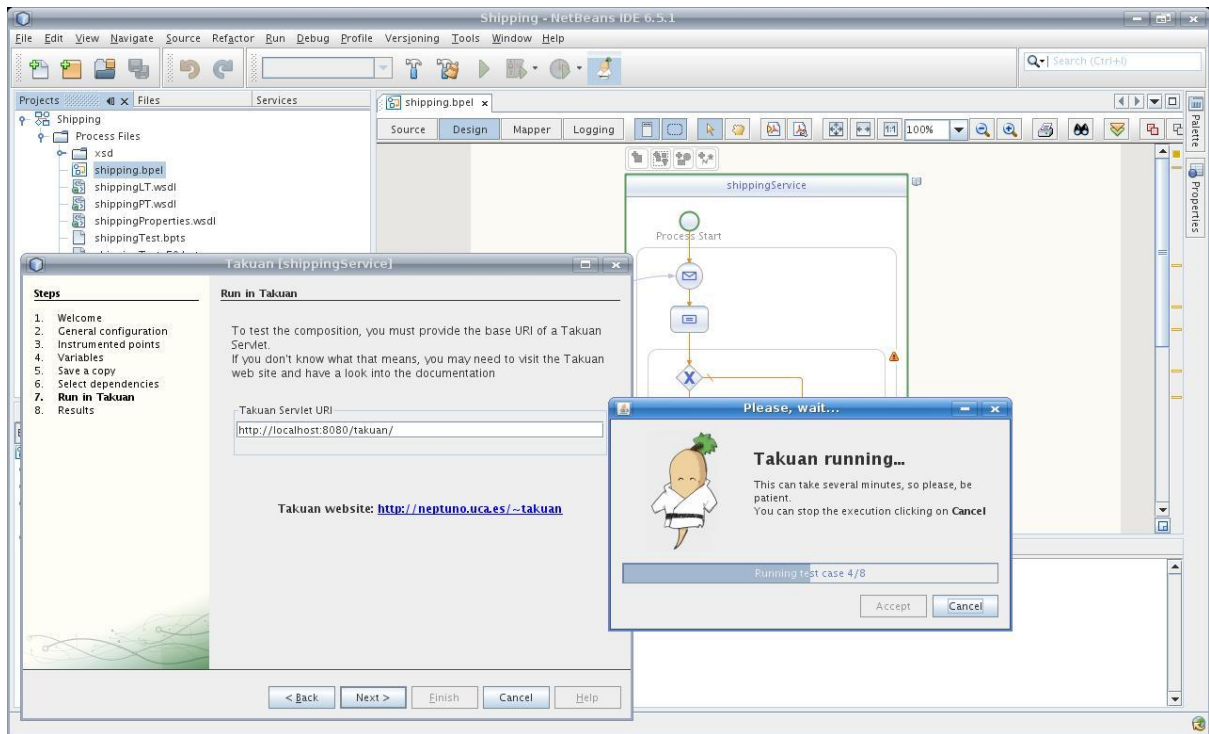 Shipping - NetBeans IDE 6.5.1
File Edit View Navigate Source Refactor Run Debug Profile Versioning Tools Window Help
Search (Ctrl+I)
Projects Files Services
shipping.bpel
Source Design Mapper Logging 100%
Palette
Properties
Shipping
Process Files
xsd
shipping.bpel
shippingLT.wsdl
shippingPT.wsdl
shippingProperties.wsdl
shippingTest.bpts
shippingService
Process Start
Takuan [shippingService]
Steps
1. Welcome
2. General configuration
3. Instrumented points
4. Variables
5. Save a copy
6. Select dependencies
7. Run in Takuan
8. Results
Run in Takuan
To test the composition, you must provide the base URI of a Takuan
Servlet.
If you don't know what that means, you may need to visit the Takuan
web site and have a look into the documentation
Takuan Servlet URI
http://localhost:8080/takuan/
Takuan website: http://neptuno.uca.es/~takuan
< Back Next > Finish Cancel Help
Please, wait...
Takuan running...
This can take several minutes, so please, be
patient.
You can stop the execution clicking on Cancel
Running test case 4/8
Accept Cancel